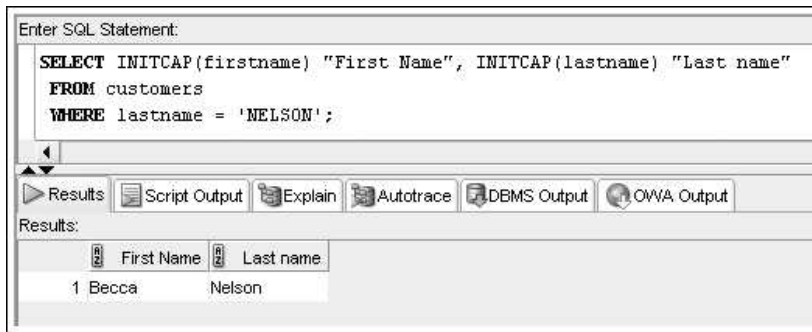 Enter SQL Statement:
SELECT INITCAP(firstname) "First Name", INITCAP(lastname) "Last name"
FROM customers
WHERE lastname = 'NELSON';
Results Script Output Explain Autotrace DBMS Output OWA Output
Results:
First Name Last name
1 Becca Nelson